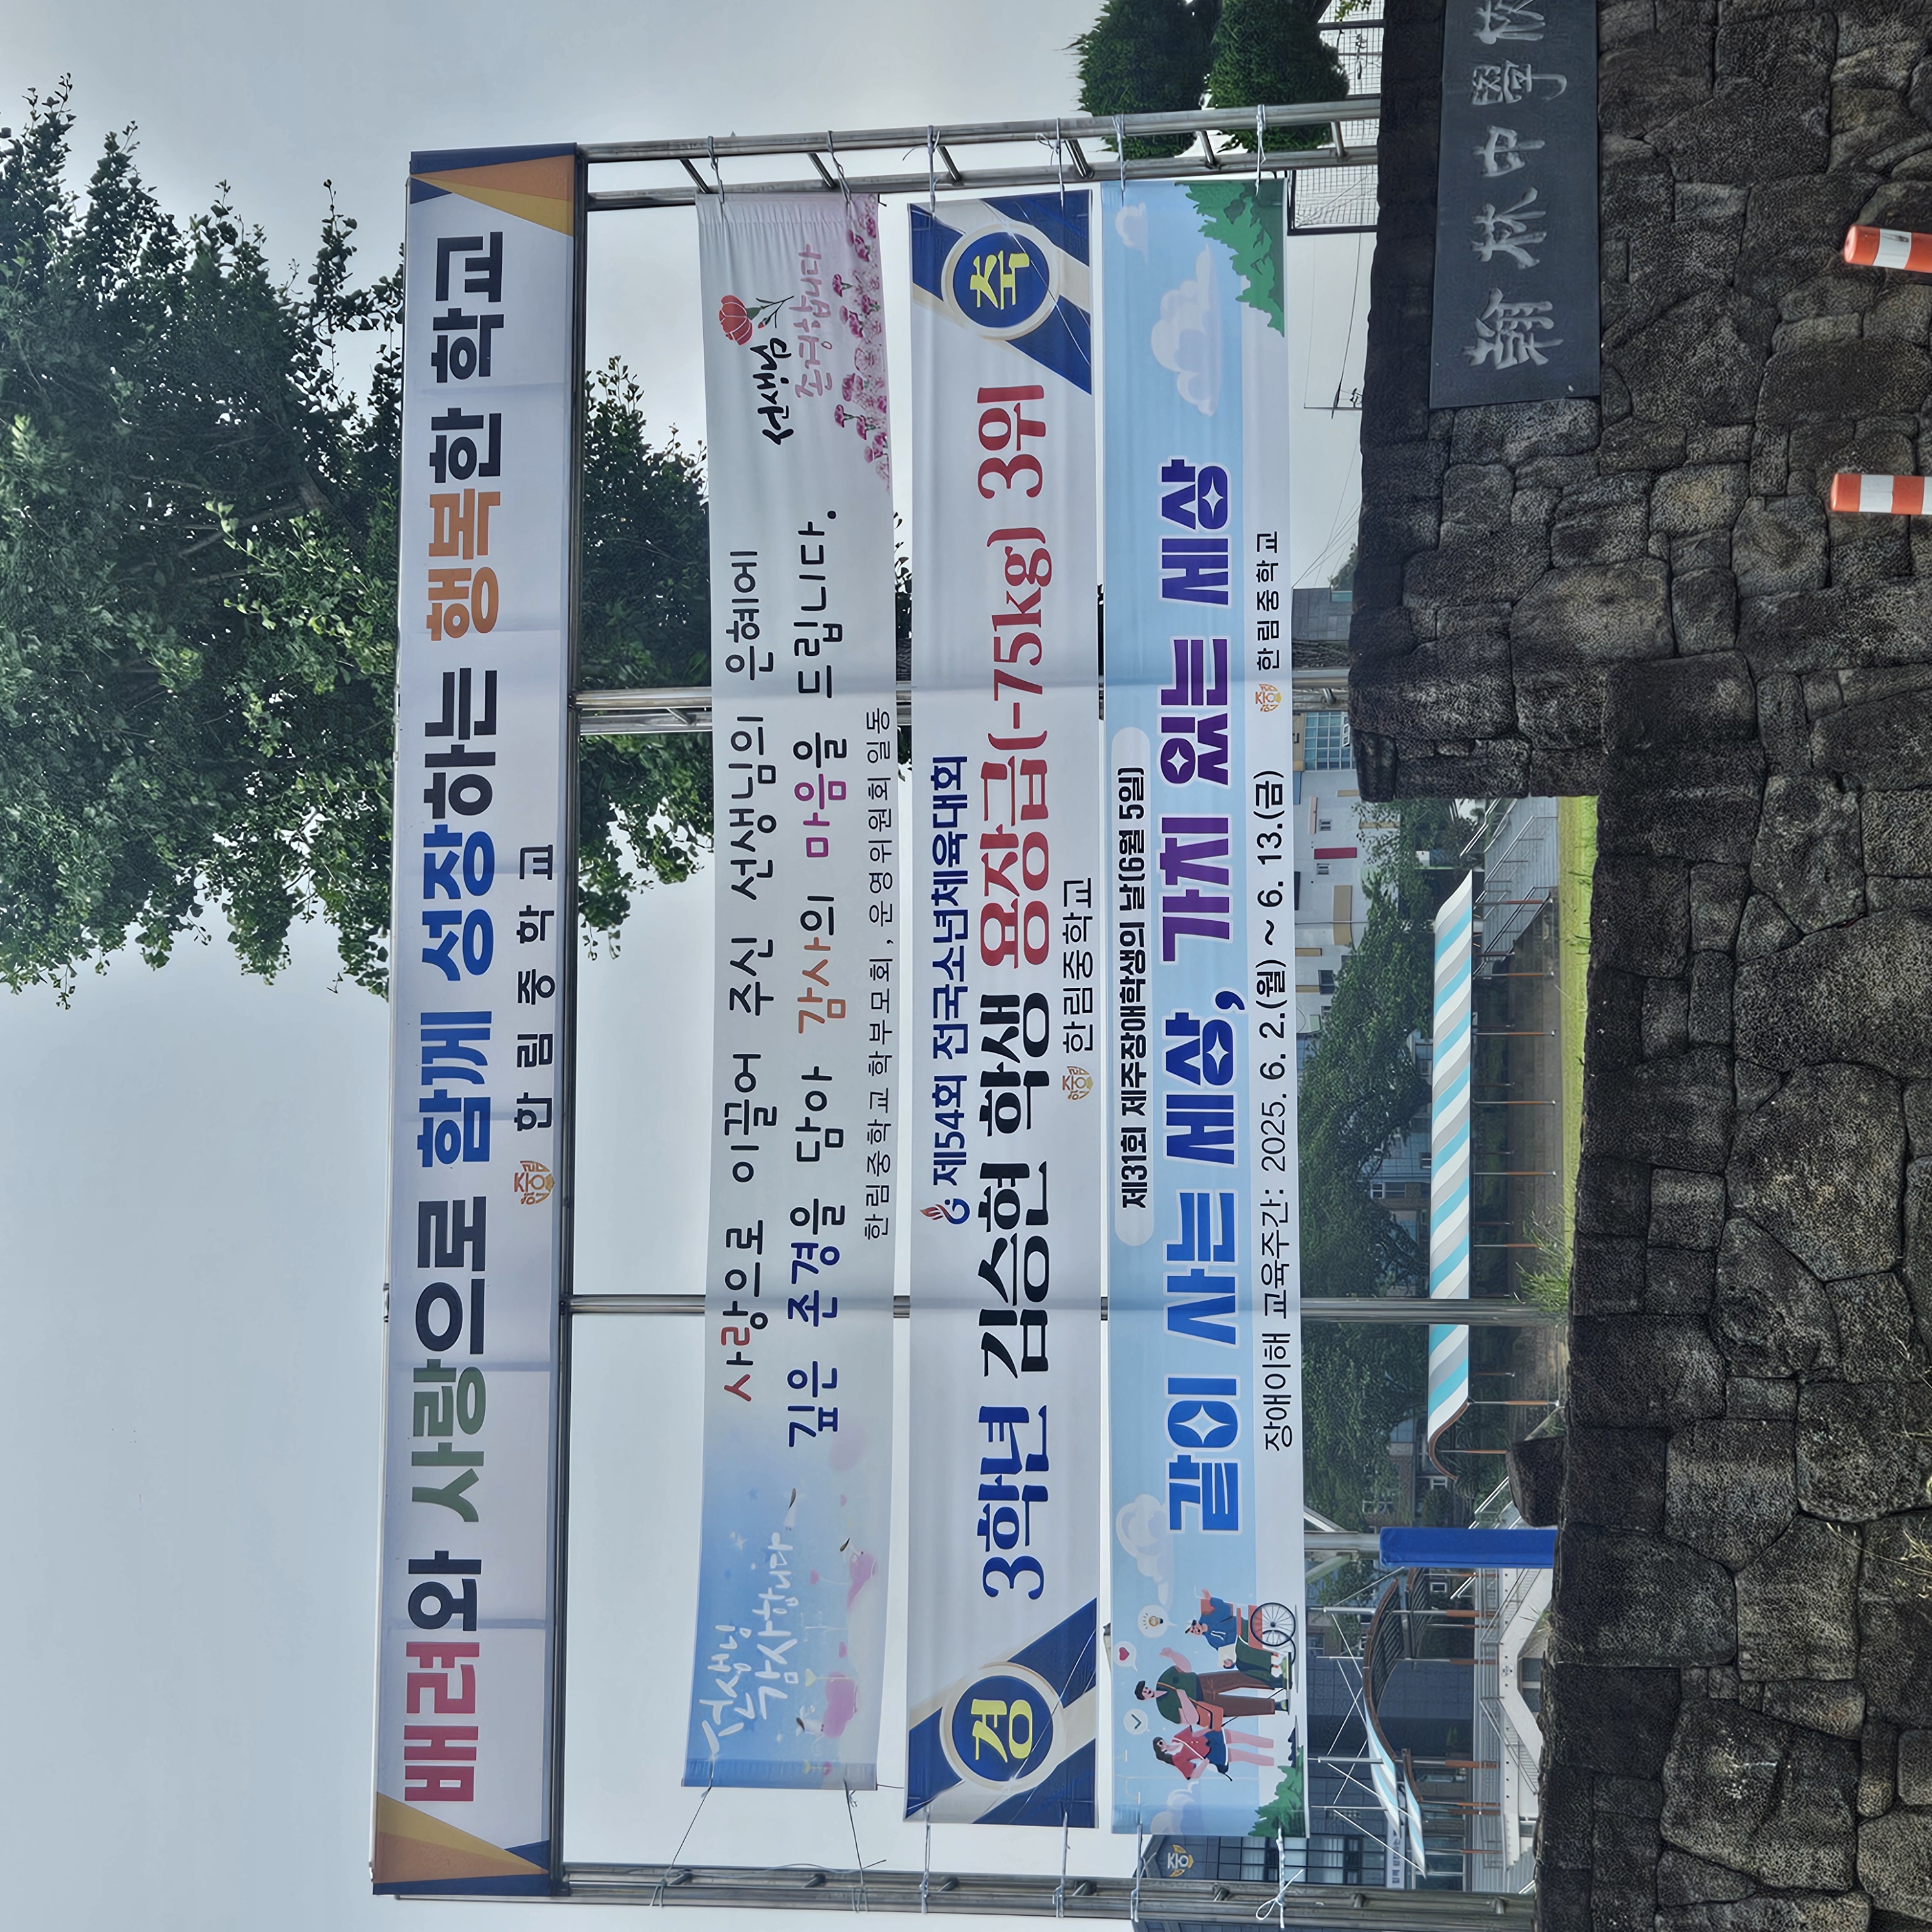 배려와 사랑으로 함께 성장하는 행복한 학교
한림중학교
선생님
감사합니다
사랑으로 이끌어 주신 선생님의 은혜에
깊은 존경을 담아 감사의 마음을 드립니다.
한림중학교 학부모회, 운영위원회 일동
선생님
존경합니다
경
제54회 전국소년체육대회
3학년 김승현 학생 용장급(-75kg) 3위
한림중학교
축
제31회 제주장애학생의 날(6월 5일)
같이 사는 세상, 가치 있는 세상
장애이해 교육주간: 2025. 6. 2.(월) ~ 6. 13.(금) 한림중학교
翰林中學校